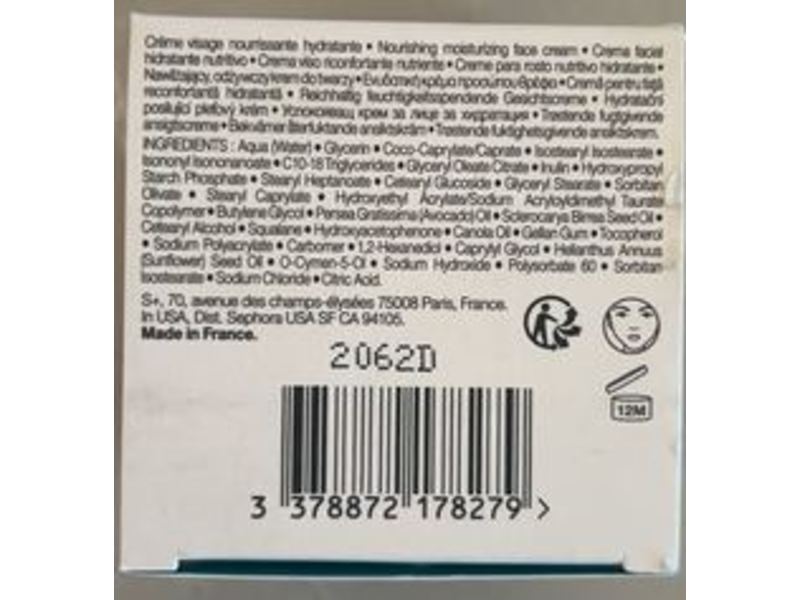 Crème visage nourrissante hydratante • Nourishing moisturizing face cream • Crema facial
hidratante nutritivo • Crema viso riconfortante nutriente • Creme para rosto nutritivo hidratante •
Nawilżający, odżywczy krem do twarzy • Ενυδατική κρέμα προσώπου θρέψη • Cremă pentru față
reconfortantă hidratantă • Reichhaltig feuchtigkeitsspendende Gesichtscreme • Hydratační
posilující pleťový krém • Успокояващ крем за лице за хидратация • Trøstende fugtgivende
ansigtscreme • Bekvämer återfuktande ansiktskräm • Trøstende fuktighetsgivende ansiktskrem.
INGREDIENTS : Aqua (Water) • Glycerin • Coco-Caprylate/Caprate • Isostearyl Isostearate •
Isononyl Isononanoate • C10-18 Triglycerides • Glyceryl Oleate Citrate • Inulin • Hydroxypropyl
Starch Phosphate • Stearyl Heptanoate • Cetearyl Glucoside • Glyceryl Stearate • Sorbitan
Olivate • Stearyl Caprylate • Hydroxyethyl Acrylate/Sodium Acryloyldimethyl Taurate
Copolymer • Butylene Glycol • Persea Gratissima (Avocado) Oil • Sclerocarya Birrea Seed Oil •
Cetearyl Alcohol • Squalane • Hydroxyacetophenone • Canola Oil • Gellan Gum • Tocopherol
• Sodium Polyacrylate • Carbomer • 1,2-Hexanediol • Caprylyl Glycol • Helianthus Annuus
(Sunflower) Seed Oil • O-Cymen-5-Ol • Sodium Hydroxide • Polysorbate 60 • Sorbitan
Isostearate • Sodium Chloride • Citric Acid.
S+, 70, avenue des champs-élysées 75008 Paris, France.
In USA, Dist. Sephora USA SF CA 94105.
Made in France.
2062D
12M
3 378872 178279 >